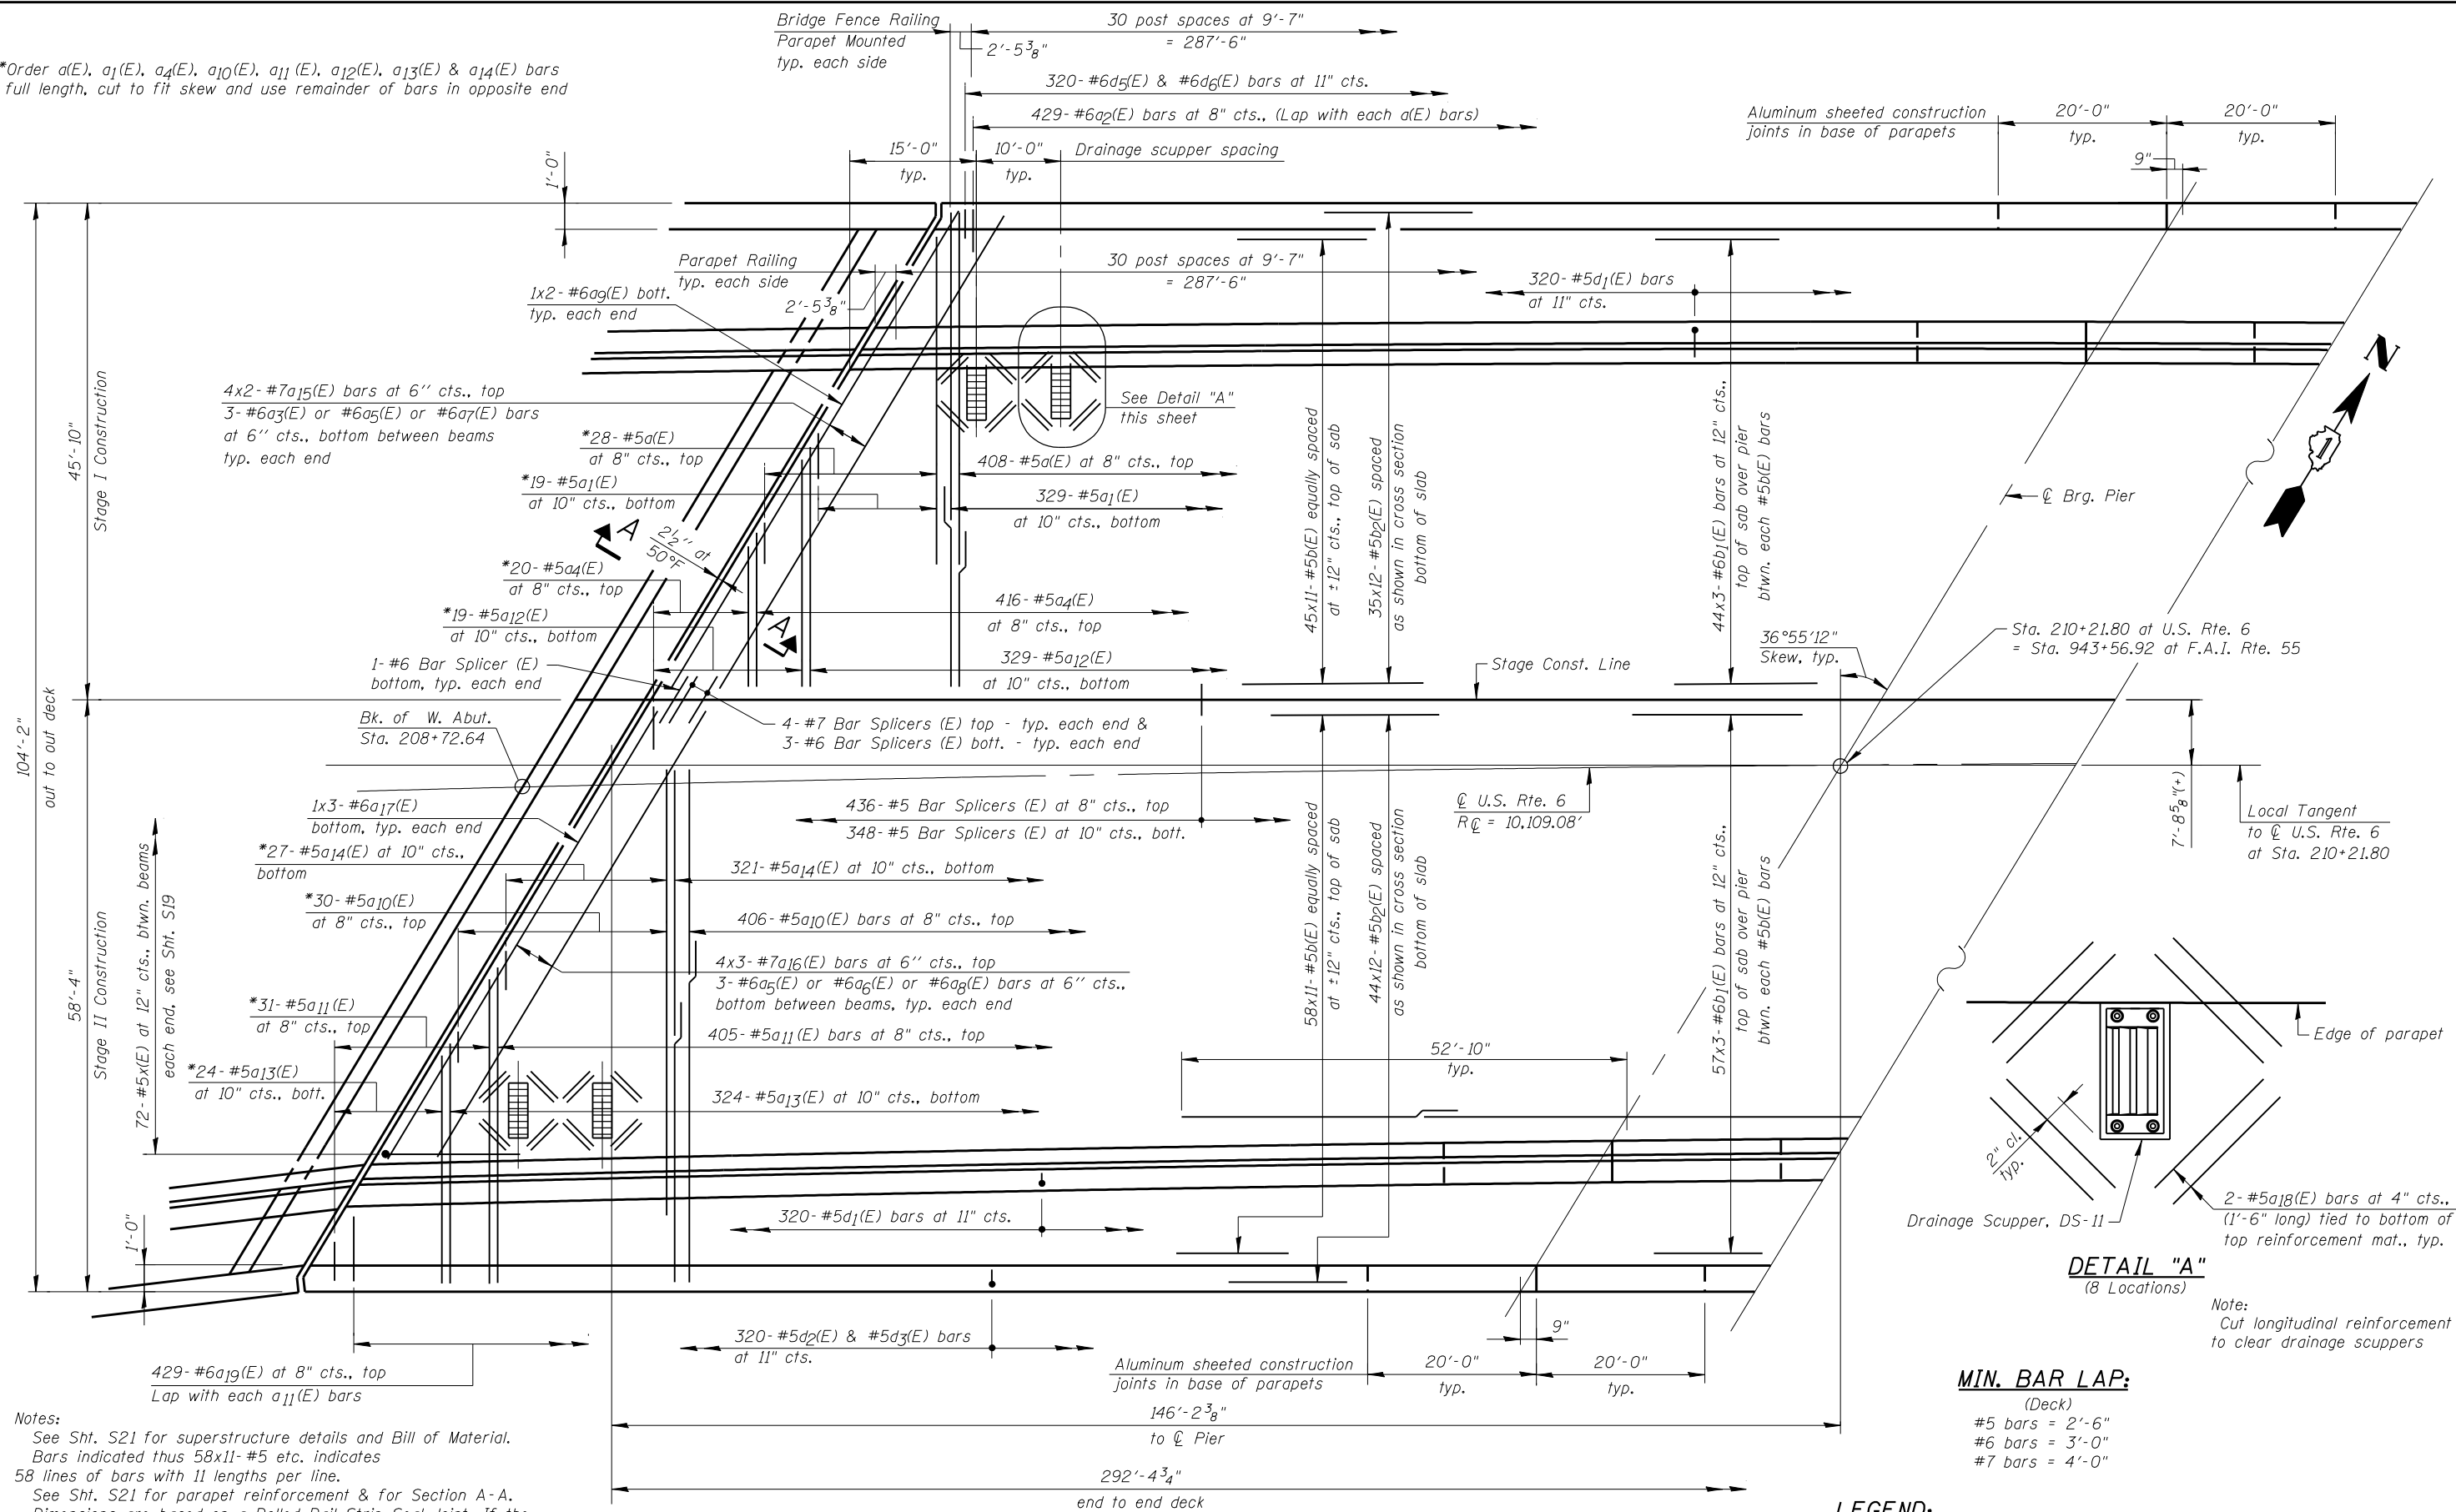 *Order a(E), a1(E), a4(E), a10(E), a11(E), a12(E), a13(E) & a14(E) bars
full length, cut to fit skew and use remainder of bars in opposite end
Bridge Fence Railing
Parapet Mounted
typ. each side
2'-5 3/8"
30 post spaces at 9'-7"
= 287'-6"
320-#6d5(E) & #6d6(E) bars at 11" cts.
429-#6a2(E) bars at 8" cts., (Lap with each a(E) bars)
15'-0"
typ.
10'-0"
typ.
Drainage scupper spacing
Aluminum sheeted construction
joints in base of parapets
20'-0"
typ.
20'-0"
typ.
9"
1'-0"
104'-2"
out to out deck
45'-10"
Stage I Construction
58'-4"
Stage II Construction
Parapet Railing
typ. each side
2'-5 3/8"
30 post spaces at 9'-7"
= 287'-6"
320-#5d1(E) bars
at 11" cts.
1x2-#6a9(E) bott.
typ. each end
4x2-#7a15(E) bars at 6'' cts., top
3-#6a3(E) or #6a5(E) or #6a7(E) bars
at 6'' cts., bottom between beams
typ. each end
See Detail "A"
this sheet
*28-#5a(E)
at 8" cts., top
408-#5a(E) at 8" cts., top
*19-#5a1(E)
at 10" cts., bottom
329-#5a1(E)
at 10" cts., bottom
A
2 1/2'' at
50°F
*20-#5a4(E)
at 8" cts., top
416-#5a4(E)
at 8" cts., top
*19-#5a12(E)
at 10" cts., bottom
A
329-#5a12(E)
at 10" cts., bottom
1-#6 Bar Splicer (E)
bottom, typ. each end
45x11-#5b(E) equally spaced
at ±12" cts., top of sab
35x12-#5b2(E) spaced
as shown in cross section
bottom of slab
44x3-#6b1(E) bars at 12" cts.,
top of sab over pier
btwn. each #5b(E) bars
N
1
℄ Brg. Pier
36°55'12"
Skew, typ.
Sta. 210+21.80 at U.S. Rte. 6
= Sta. 943+56.92 at F.A.I. Rte. 55
Stage Const. Line
Bk. of W. Abut.
Sta. 208+72.64
4-#7 Bar Splicers (E) top - typ. each end &
3-#6 Bar Splicers (E) bott. - typ. each end
436-#5 Bar Splicers (E) at 8" cts., top
348-#5 Bar Splicers (E) at 10" cts., bott.
℄ U.S. Rte. 6
R℄ = 10,109.08'
7'-8 5/8"(+)
Local Tangent
to ℄ U.S. Rte. 6
at Sta. 210+21.80
1x3-#6a17(E)
bottom, typ. each end
*27-#5a14(E) at 10" cts.,
bottom
321-#5a14(E) at 10" cts., bottom
*30-#5a10(E)
at 8" cts., top
406-#5a10(E) bars at 8" cts., top
72-#5x(E) at 12" cts., btwn. beams
each end, see Sht. S19
4x3-#7a16(E) bars at 6'' cts., top
3-#6a5(E) or #6a6(E) or #6a8(E) bars at 6'' cts.,
bottom between beams, typ. each end
*31-#5a11(E)
at 8" cts., top
405-#5a11(E) bars at 8" cts., top
*24-#5a13(E)
at 10" cts., bott.
324-#5a13(E) at 10" cts., bottom
58x11-#5b(E) equally spaced
at ±12" cts., top of sab
44x12-#5b2(E) spaced
as shown in cross section
bottom of slab
57x3-#6b1(E) bars at 12" cts.,
top of sab over pier
btwn. each #5b(E) bars
52'-10"
typ.
1'-0"
320-#5d1(E) bars at 11" cts.
320-#5d2(E) & #5d3(E) bars
at 11" cts.
429-#6a19(E) at 8" cts., top
Lap with each a11(E) bars
Aluminum sheeted construction
joints in base of parapets
20'-0"
typ.
20'-0"
typ.
9"
146'-2 3/8"
to ℄ Pier
292'-4 3/4"
end to end deck
Edge of parapet
2" cl.
typ.
Drainage Scupper, DS-11
2-#5a18(E) bars at 4" cts.,
(1'-6" long) tied to bottom of
top reinforcement mat., typ.
DETAIL "A"
(8 Locations)
Note:
Cut longitudinal reinforcement
to clear drainage scuppers
MIN. BAR LAP:
(Deck)
#5 bars = 2'-6"
#6 bars = 3'-0"
#7 bars = 4'-0"
LEGEND:
Notes:
See Sht. S21 for superstructure details and Bill of Material.
Bars indicated thus 58x11-#5 etc. indicates
58 lines of bars with 11 lengths per line.
See Sht. S21 for parapet reinforcement & for Section A-A.
Dimensions are based on a Rolled Rail Strip Seal Joint. If the